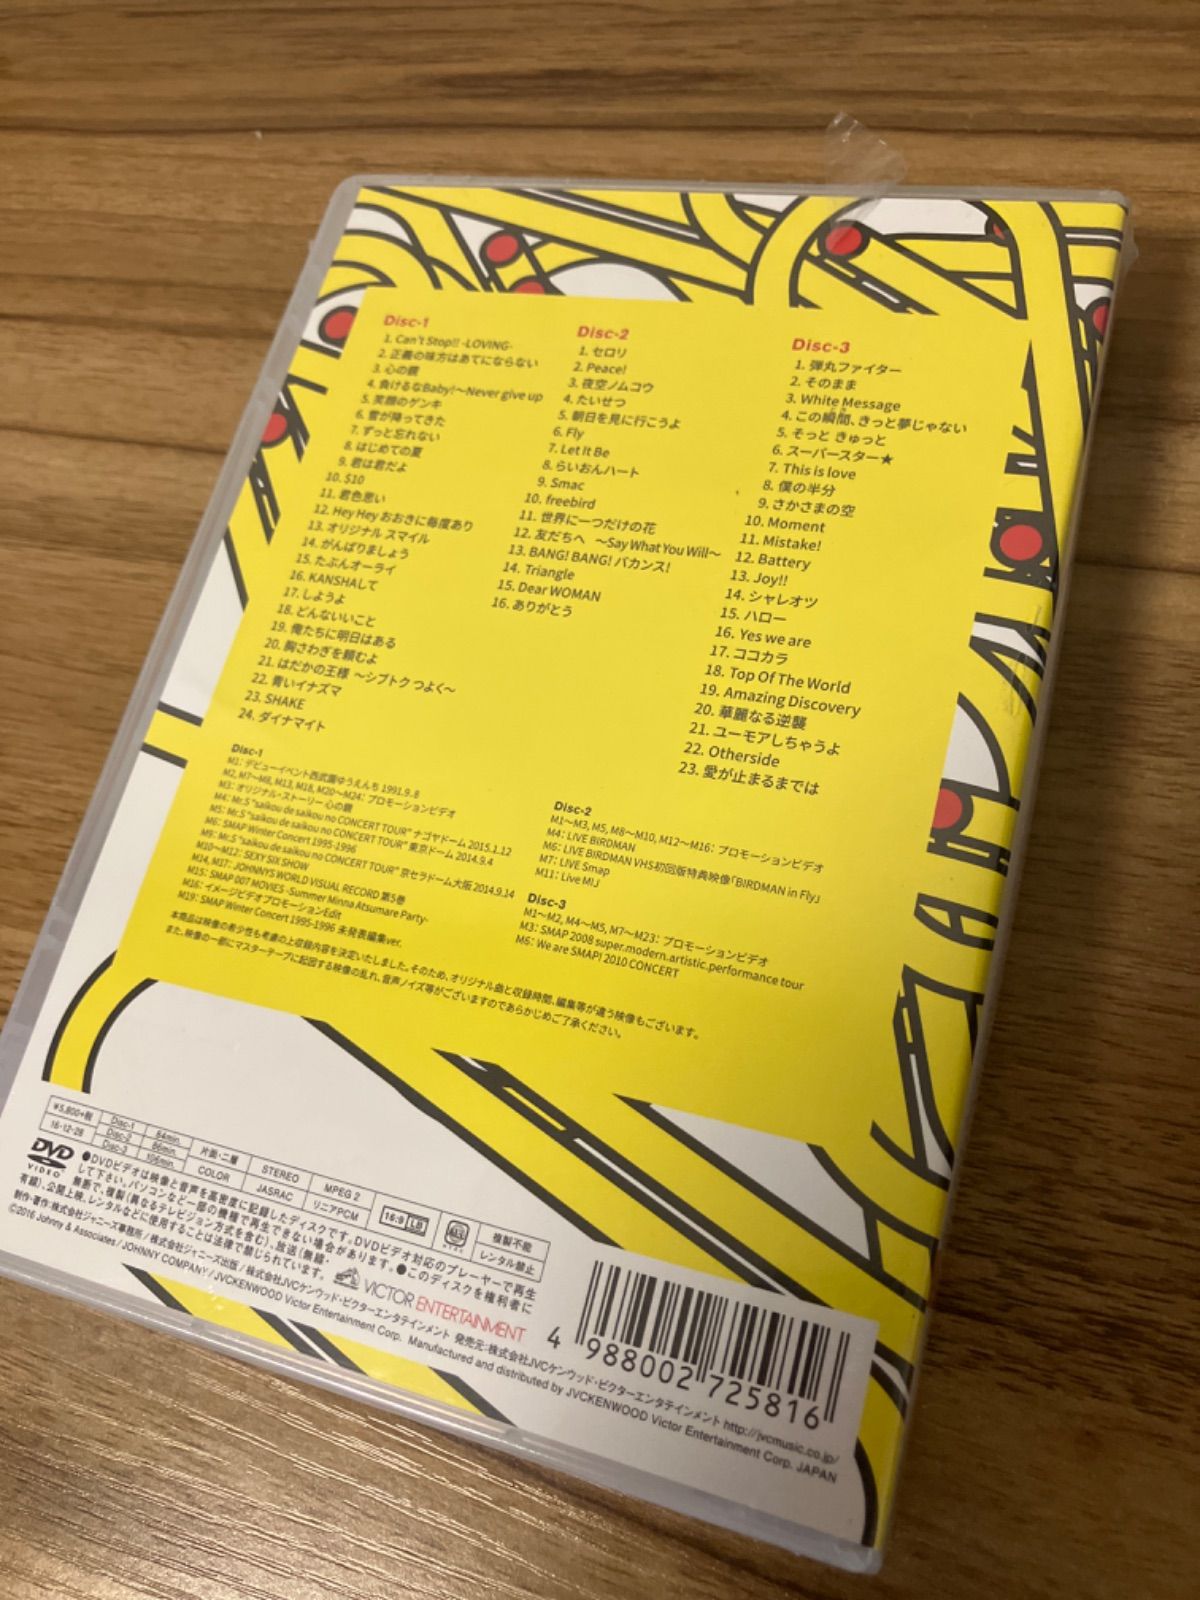 Disc-1
1. Can't Stop!! -LOVING-
2. 正義の味方はあてにならない
3. 心の鏡
4. 負けるなBaby!～Never give up
5. 笑顔のゲンキ
6. 雪が降ってきた
7. ずっと忘れない
8. はじめての夏
9. 君は君だよ
10. $10
11. 君色思い
12. Hey Hey おおきに毎度あり
13. オリジナル スマイル
14. がんばりましょう
15. たぶんオーライ
16. KANSHAして
17. しようよ
18. どんないいこと
19. 俺たちに明日はある
20. 胸さわぎを頼むよ
21. はだかの王様 ～シブトク つよく～
22. 青いイナズマ
23. SHAKE
24. ダイナマイト
Disc-2
1. セロリ
2. Peace!
3. 夜空ノムコウ
4. たいせつ
5. 朝日を見に行こうよ
6. Fly
7. Let It Be
8. らいおんハート
9. Smac
10. freebird
11. 世界に一つだけの花
12. 友だちへ ～Say What You Will～
13. BANG! BANG! バカンス!
14. Triangle
15. Dear WOMAN
16. ありがとう
Disc-3
1. 弾丸ファイター
2. そのまま
3. White Message
4. この瞬間、きっと夢じゃない
5. そっと きゅっと
6. スーパースター★
7. This is love
8. 僕の半分
9. さかさまの空
10. Moment
11. Mistake!
12. Battery
13. Joy!!
14. シャレオツ
15. ハロー
16. Yes we are
17. ココカラ
18. Top Of The World
19. Amazing Discovery
20. 華麗なる逆襲
21. ユーモアしちゃうよ
22. Otherside
23. 愛が止まるまでは
Disc-1
M1: デビューイベント西武園ゆうえんち 1991.9.8
M2, M7～M8, M13, M18, M20～M24: プロモーションビデオ
M3: オリジナル・ストーリー 心の鏡
M4: Mr.S "saikou de saikou no CONCERT TOUR" ナゴヤドーム 2015.1.12
M5: Mr.S "saikou de saikou no CONCERT TOUR" 東京ドーム 2014.9.4
M6: SMAP Winter Concert 1995-1996
M9: Mr.S "saikou de saikou no CONCERT TOUR" 京セラドーム大阪 2014.9.14
M10～M12: SEXY SIX SHOW
M14, M17: JOHNNYS WORLD VISUAL RECORD 第5巻
M15: SMAP 007 MOVIES -Summer Minna Atsumare Party-
M16: イメージビデオプロモーションEdit
M19: SMAP Winter Concert 1995-1996 未発表編集ver.
Disc-2
M1～M3, M5, M8～M10, M12～M16: プロモーションビデオ
M4: LIVE BIRDMAN
M6: LIVE BIRDMAN VHS初回版特典映像「BIRDMAN in Fly」
M7: LIVE Smap
M11: Live MIJ
Disc-3
M1～M2, M4～M5, M7～M23: プロモーションビデオ
M3: SMAP 2008 super.modern.artistic.performance tour
M6: We are SMAP! 2010 CONCERT
本商品は映像の希少性も考慮の上収録内容を決定いたしました。そのため、オリジナル曲と収録時間、編集等が違う映像もございます。
また、映像の一部にマスターテープに起因する映像の乱れ、音声ノイズ等がございますのであらかじめご了承ください。
¥5,800+税
16・12・28
Disc-1 84min.
Disc-2 86min.
Disc-3 106min.
片面・二層 STEREO MPEG 2
COLOR JASRAC リニアPCM
16:9 LB
複製不能
レンタル禁止
DVD
VIDEO
●DVDビデオは映像と音声を高密度に記録したディスクです。DVDビデオ対応のプレーヤーで再生
して下さい。パソコンなど一部の機種で再生できない場合があります。●このディスクを権利者に
無断で、複製(異なるテレビジョン方式を含む)、放送(無線・
有線)、公開上映、レンタルなどに使用することは法律で禁じられています。
VICTOR ENTERTAINMENT
制作・著作:株式会社ジャニーズ事務所/株式会社ジャニーズ出版/株式会社JVCケンウッド・ビクターエンタテインメント 発売元:株式会社JVCケンウッド・ビクターエンタテインメント http://jvcmusic.co.jp/
©2016 Johnny & Associates/JOHNNY COMPANY/JVCKENWOOD Victor Entertainment Corp. Manufactured and distributed by JVCKENWOOD Victor Entertainment Corp. JAPAN
4 988002 725816